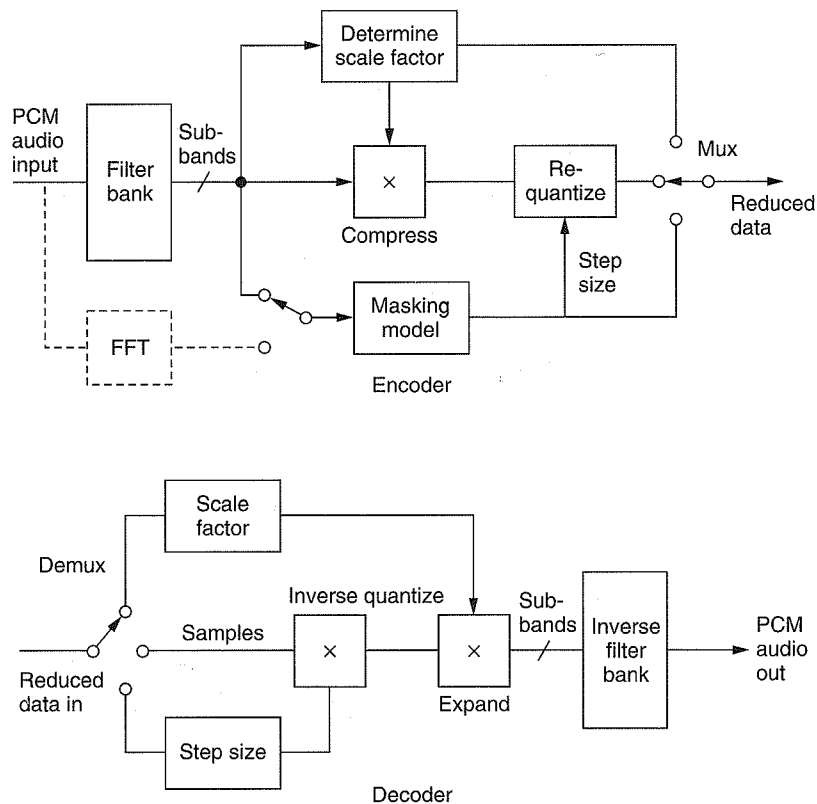 Determine
scale factor
PCM
audio
input
Sub-
bands
Filter
bank
×
Compress
Re-
quantize
Mux
Reduced
data
Step
size
Masking
model
FFT
Encoder
Scale
factor
Demux
Inverse quantize
Samples
×
×
Expand
Sub-
bands
Inverse
filter
bank
PCM
audio
out
Reduced
data in
Step size
Decoder